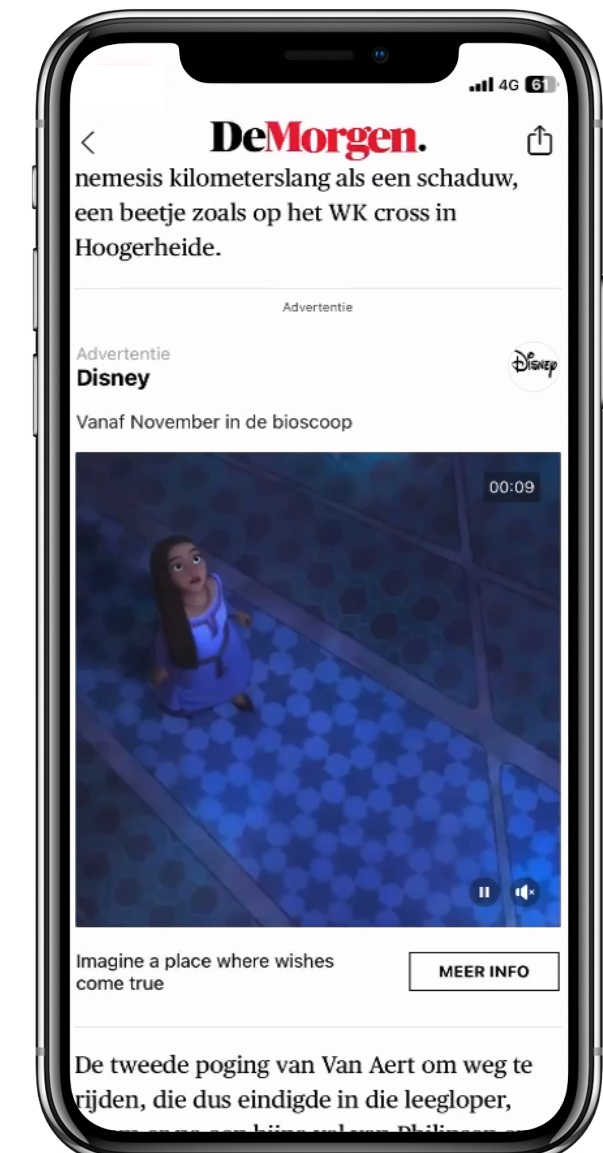 4G 61
DeMorgen.
nemesis kilometerslang als een schaduw,
een beetje zoals op het WK cross in
Hoogerheide.
Advertentie
Advertentie
Disney
Disney
Vanaf November in de bioscoop
00:09
Imagine a place where wishes
come true
MEER INFO
De tweede poging van Van Aert om weg te
rijden, die dus eindigde in die leegloper,